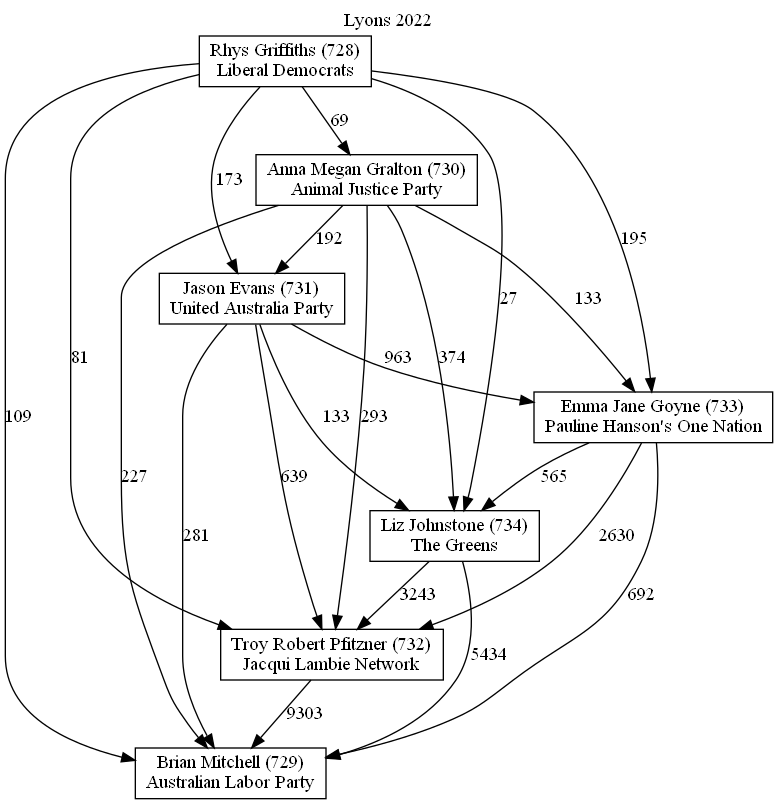 Lyons 2022
Rhys Griffiths (728)
Liberal Democrats
69
173
Anna Megan Gralton (730)
Animal Justice Party
192
195
Jason Evans (731)
United Australia Party
27
133
81
963
374
109
133
293
Emma Jane Goyne (733)
Pauline Hanson's One Nation
227
639
565
281
Liz Johnstone (734)
The Greens
2630
3243
692
Troy Robert Pfitzner (732)
Jacqui Lambie Network
5434
9303
Brian Mitchell (729)
Australian Labor Party